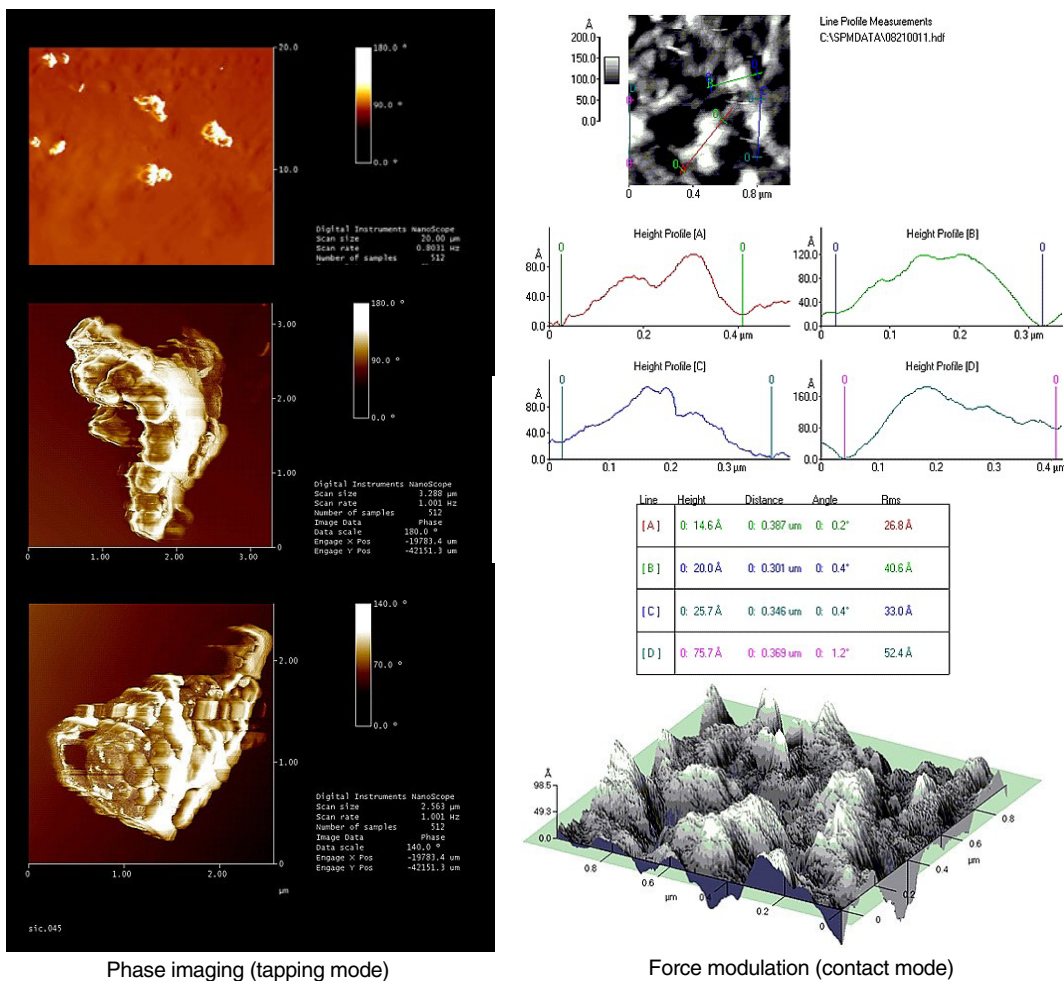 20.0
10.0
180.0 °
90.0 °
0.0 °
Digital Instruments NanoScope
Scan size 20.00 µm
Scan rate 0.8031 Hz
Number of samples 512
3.00
2.00
1.00
0
0 1.00 2.00 3.00
180.0 °
90.0 °
0.0 °
Digital Instruments NanoScope
Scan size 3.288 µm
Scan rate 1.001 Hz
Number of samples 512
Image Data Phase
Data scale 180.0 °
Engage X Pos -19783.4 um
Engage Y Pos -42151.3 um
2.00
1.00
0
0 1.00 2.00
µm
140.0 °
70.0 °
0.0 °
Digital Instruments NanoScope
Scan size 2.563 µm
Scan rate 1.001 Hz
Number of samples 512
Image Data Phase
Data scale 140.0 °
Engage X Pos -19783.4 um
Engage Y Pos -42151.3 um
sic.045
Phase imaging (tapping mode)
Line Profile Measurements
C:\SPMDATA\08210011.hdf
Å
200.0
150.0
100.0
50.0
0.0
0 0.4 0.8 µm
Height Profile [A]
Å
0 0
80.0
40.0
0.0
0 0.2 0.4 µm
Height Profile [B]
Å
0 0
120.0
80.0
40.0
0.0
0 0.1 0.2 0.3 µm
Height Profile [C]
Å
0 0
80.0
40.0
0.0
0 0.1 0.2 0.3 µm
Height Profile [D]
Å
0 0
160.0
80.0
0.0
0 0.1 0.2 0.3 µm
Line Height Distance Angle Rms
[A] 0: 14.6 Å 0: 0.387 um 0: 0.2° 26.8 Å
[B] 0: 20.0 Å 0: 0.301 um 0: 0.4° 40.6 Å
[C] 0: 25.7 Å 0: 0.346 um 0: 0.4° 33.0 Å
[D] 0: 75.7 Å 0: 0.369 um 0: 1.2° 52.4 Å
Å
98.5
49.3
0.0
0.8 0.6 0.4 0.2 0
µm
0 0.2 0.4 0.6 0.8
µm
Force modulation (contact mode)